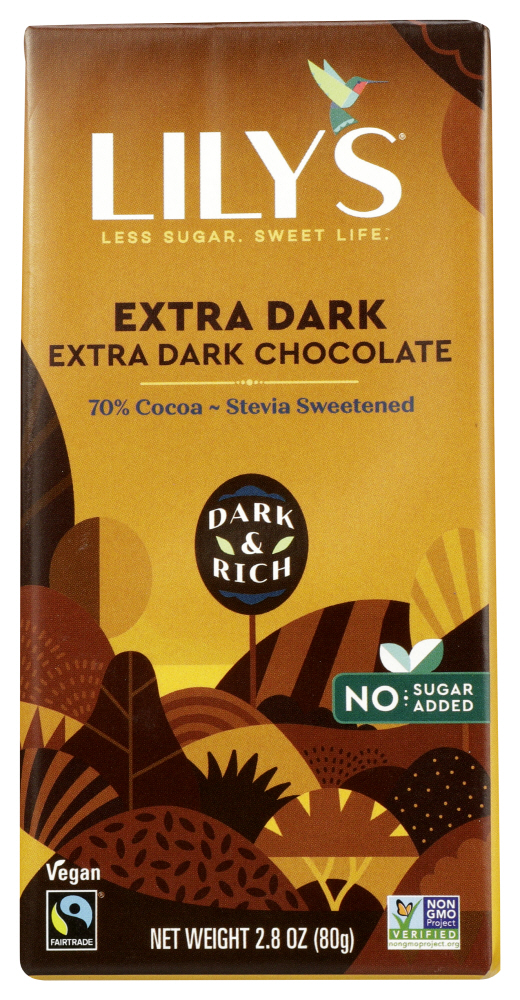 LILY'S®
LESS SUGAR. SWEET LIFE.™
EXTRA DARK
EXTRA DARK CHOCOLATE
70% Cocoa ~ Stevia Sweetened
DARK
&
RICH
NO: SUGAR
ADDED
Vegan
FAIRTRADE
®
NET WEIGHT 2.8 OZ (80g)
NON
GMO
Project
VERIFIED
nongmoproject.org